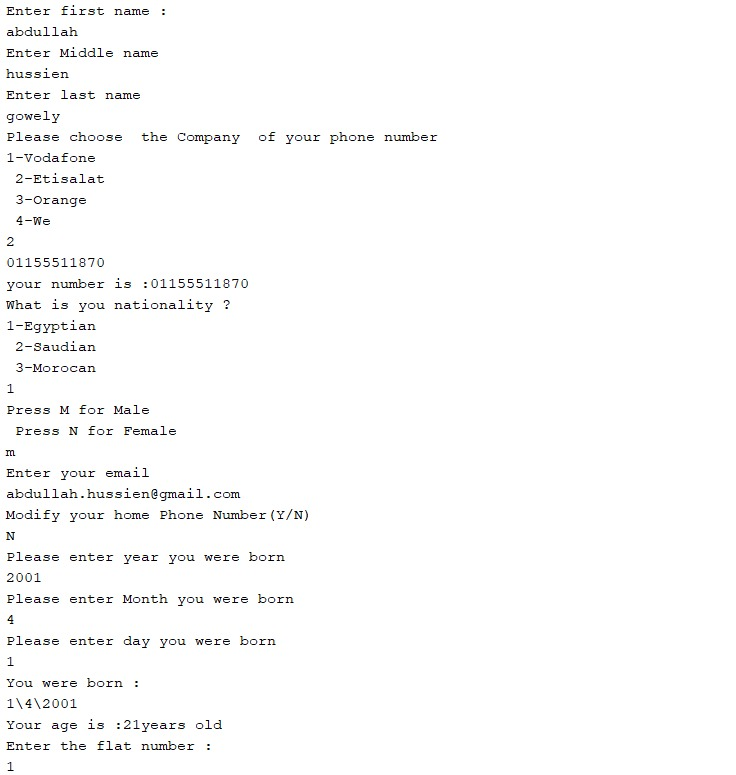 Enter first name :
abdullah
Enter Middle name
hussien
Enter last name
gowely
Please choose  the Company  of your phone number
1-Vodafone
 2-Etisalat
 3-Orange
 4-We
2
01155511870
your number is :01155511870
What is you nationality ?
1-Egyptian
 2-Saudian
 3-Morocan
1
Press M for Male
 Press N for Female
m
Enter your email
abdullah.hussien@gmail.com
Modify your home Phone Number(Y/N)
N
Please enter year you were born
2001
Please enter Month you were born
4
Please enter day you were born
1
You were born :
1\4\2001
Your age is :21years old
Enter the flat number :
1